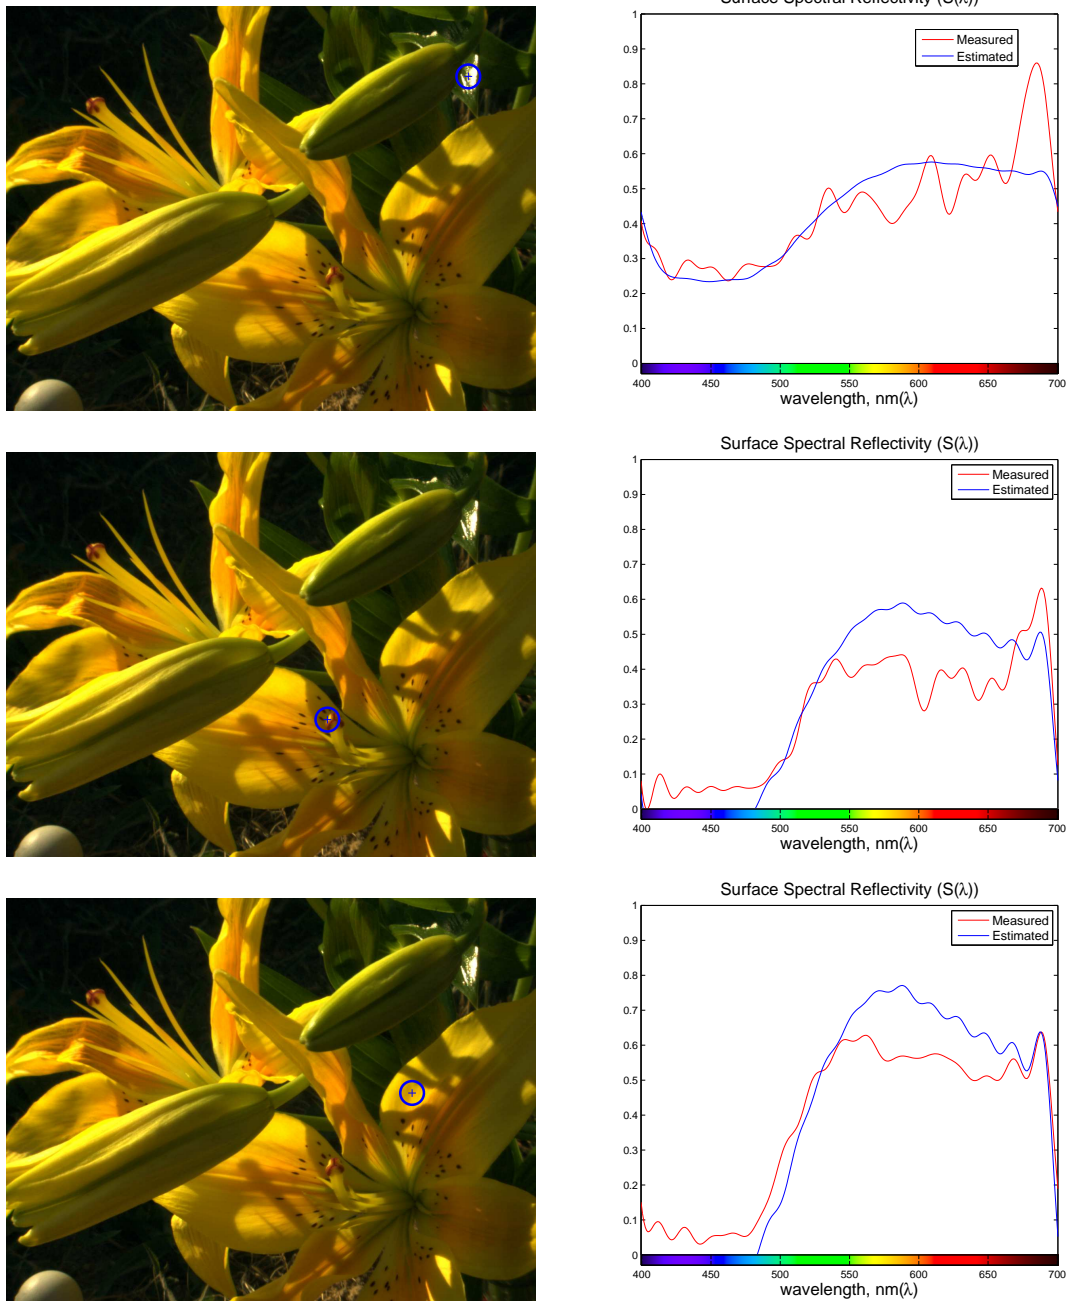 Surface Spectral Reflectivity (S(λ))
1
0.9
0.8
0.7
0.6
0.5
0.4
0.3
0.2
0.1
0
Measured
Estimated
400 450 500 550 600 650 700
wavelength, nm(λ)
Surface Spectral Reflectivity (S(λ))
1
0.9
0.8
0.7
0.6
0.5
0.4
0.3
0.2
0.1
0
Measured
Estimated
400 450 500 550 600 650 700
wavelength, nm(λ)
Surface Spectral Reflectivity (S(λ))
1
0.9
0.8
0.7
0.6
0.5
0.4
0.3
0.2
0.1
0
Measured
Estimated
400 450 500 550 600 650 700
wavelength, nm(λ)